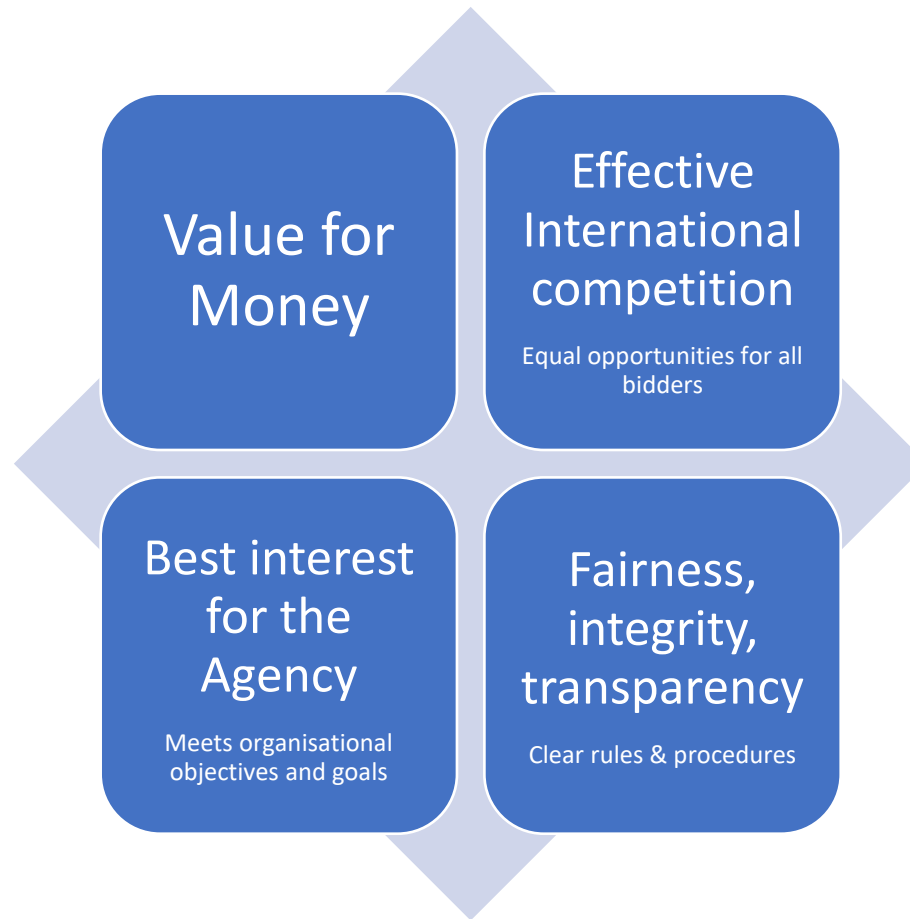 Value for
Money
Effective
International
competition
Equal opportunities for all
bidders
Best interest
for the
Agency
Meets organisational
objectives and goals
Fairness,
integrity,
transparency
Clear rules & procedures